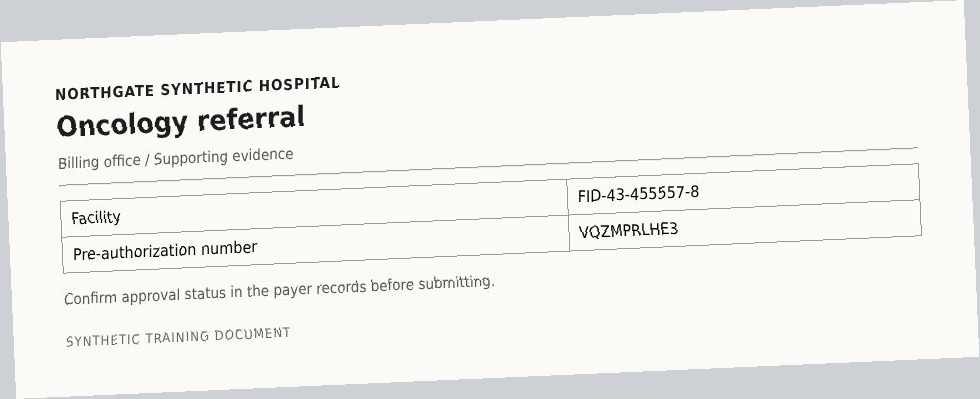 NORTHGATE SYNTHETIC HOSPITAL
Oncology referral
Billing office / Supporting evidence
Facility FID-43-455557-8
Pre-authorization number VQZMPRLHE3
Confirm approval status in the payer records before submitting.
SYNTHETIC TRAINING DOCUMENT